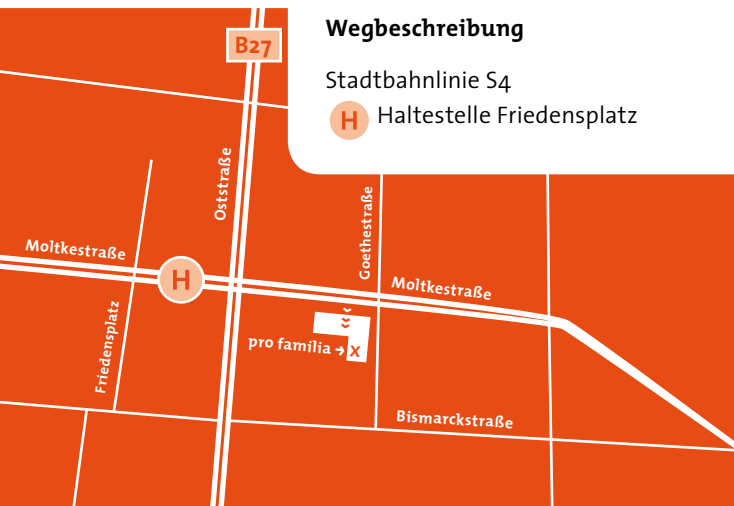 Wegbeschreibung
Stadtbahnlinie S4
H Haltestelle Friedensplatz
B27
Oststraße
Goethestraße
Moltkestraße
H
Moltkestraße
Friedensplatz
pro familia → x
Bismarckstraße